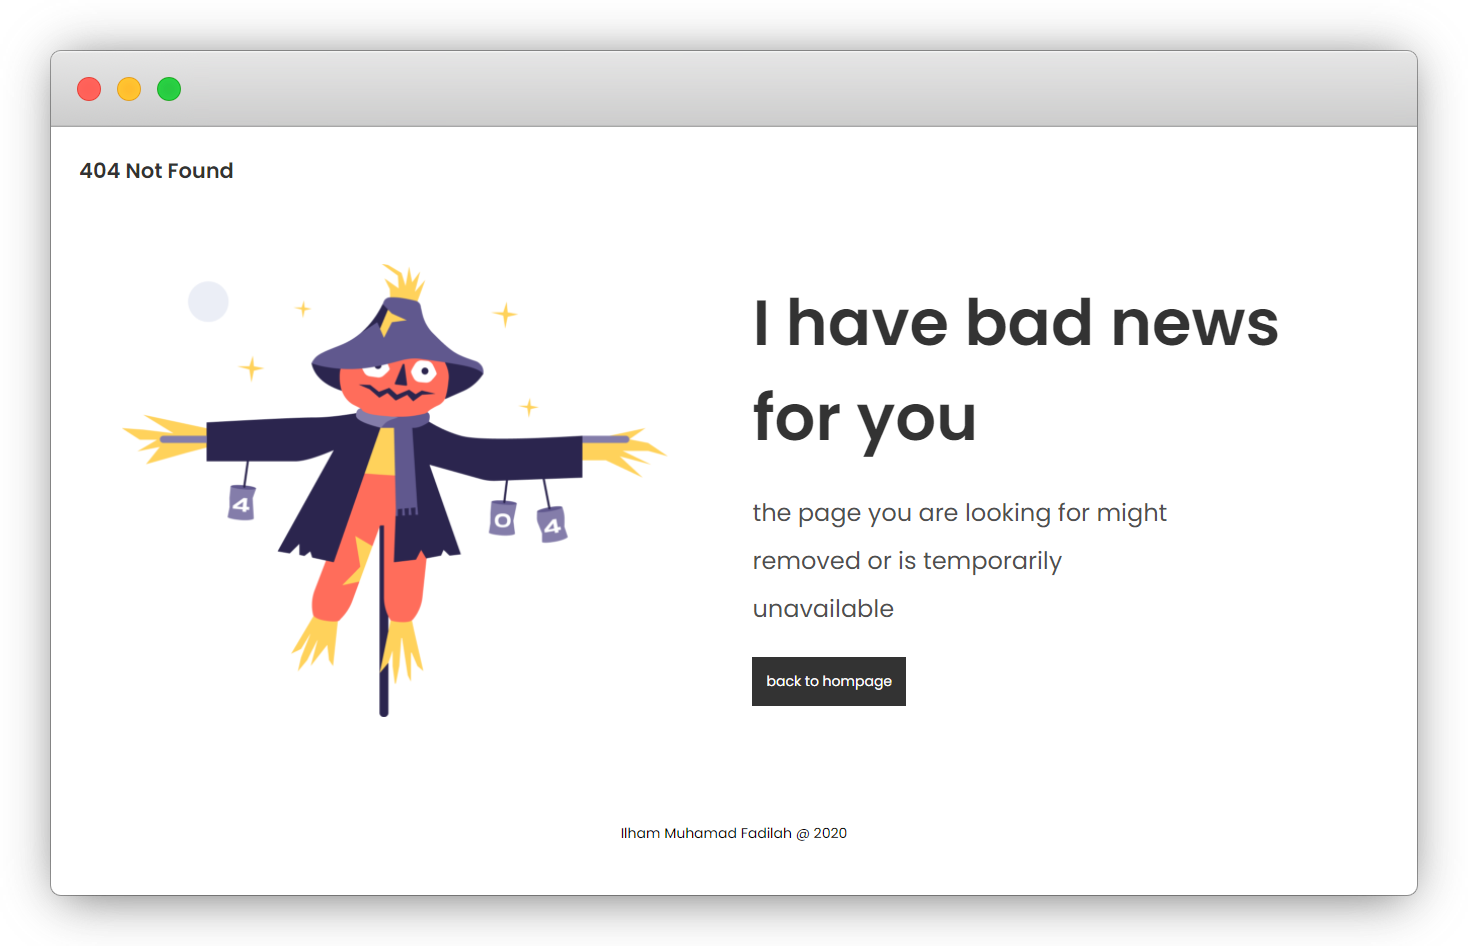 404 Not Found
I have bad news
for you
the page you are looking for might
removed or is temporarily
unavailable
back to hompage
4
0
4
Ilham Muhamad Fadilah @ 2020